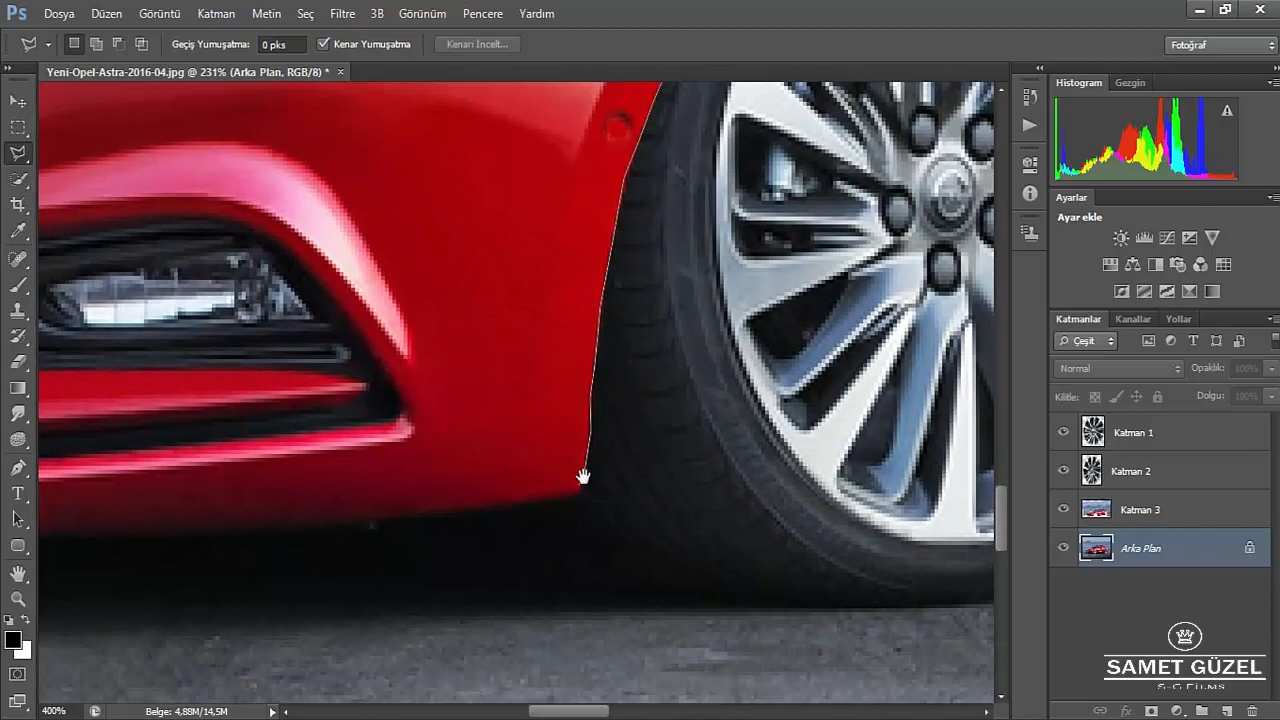 Ps Dosya Düzen Görüntü Katman Metin Seç Filtre 3B Görünüm Pencere Yardım
Geçiş Yumuşatma: 0 pks Kenar Yumuşatma Kenarı İncelt... Fotoğraf
Yeni-Opel-Astra-2016-04.jpg @ 231% (Arka Plan, RGB/8) *
Histogram Gezgin
Ayarlar
Ayar ekle
Katmanlar Kanallar Yollar
Çeşit
Normal Opaklık: 100%
Kilitle: Dolgu: 100%
Katman 1
Katman 2
Katman 3
Arka Plan
SAMET GÜZEL
S-G FİLMS
400% Belge: 4,88M/14,5M